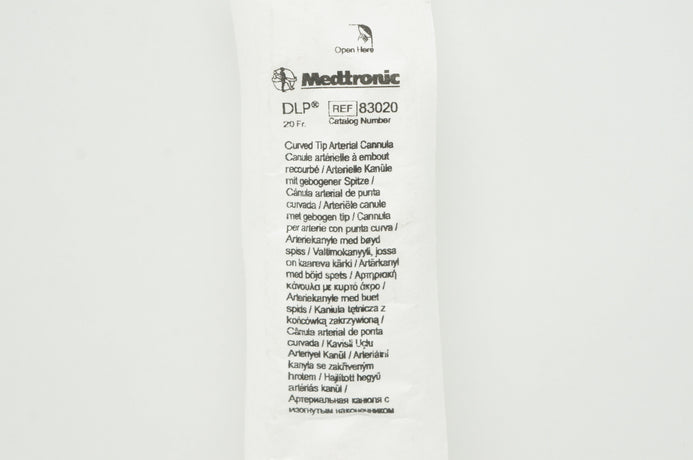 Open Here
Medtronic
DLP® REF 83020
20 Fr. Catalog Number
Curved Tip Arterial Cannula
Canule artérielle à embout
recourbé / Arterielle Kanüle
mit gebogener Spitze /
Cânula arterial de punta
curvada / Arteriële canule
met gebogen tip / Cannula
per arterie con punta curva /
Arteriekanyle med bøyd
spiss / Valtimokanyyli, jossa
on kaareva kärki / Artärkanyl
med böjd spets / Αρτηριακή
κάνουλα με κυρτό άκρο /
Arteriekanyle med buet
spids / Kaniula tętnicza z
końcówką zakrzywioną /
Cânula arterial de ponta
curvada / Kavisli Uçlu
Arteriyel Kanül / Arteriální
kanyla se zakřiveným
hrotem / Hajlított hegyű
artériás kanül /
Артериальная канюля с
изогнутым наконечником